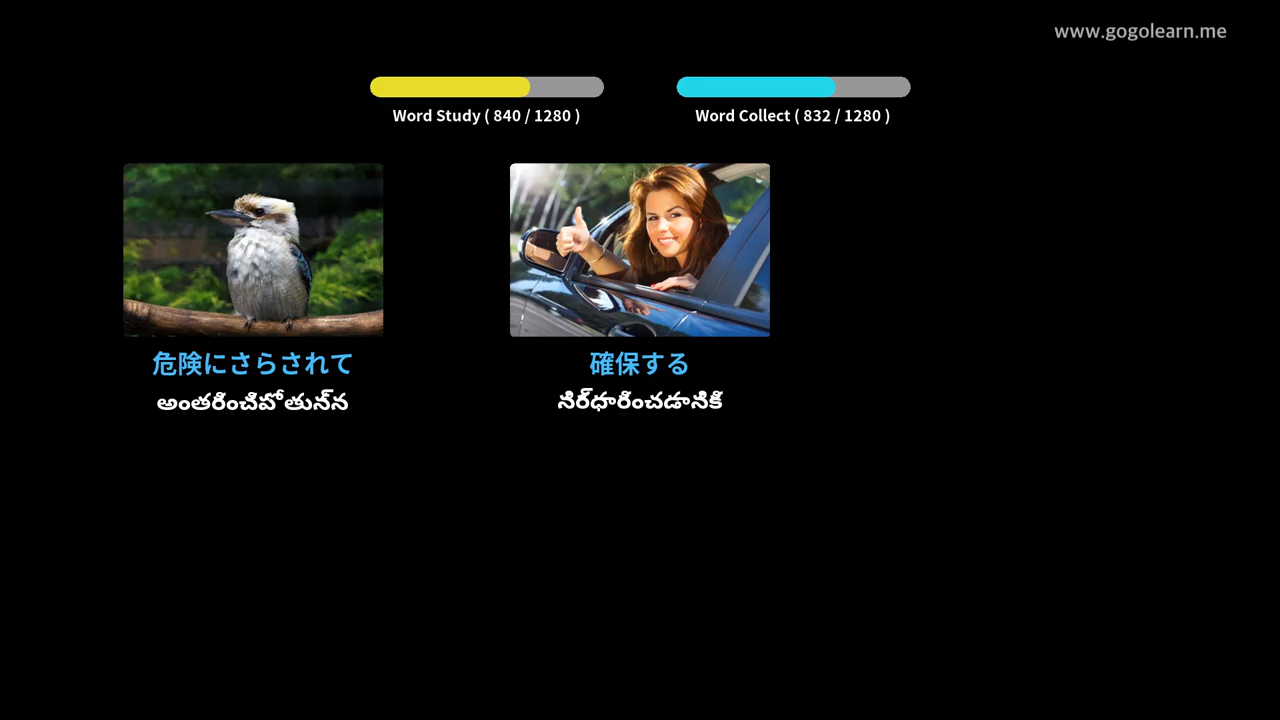 www.gogolearn.me
Word Study ( 840 / 1280 )
Word Collect ( 832 / 1280 )
危険にさらされて
అంతరించిపోతున్న
確保する
నిర్ధారించడానికి